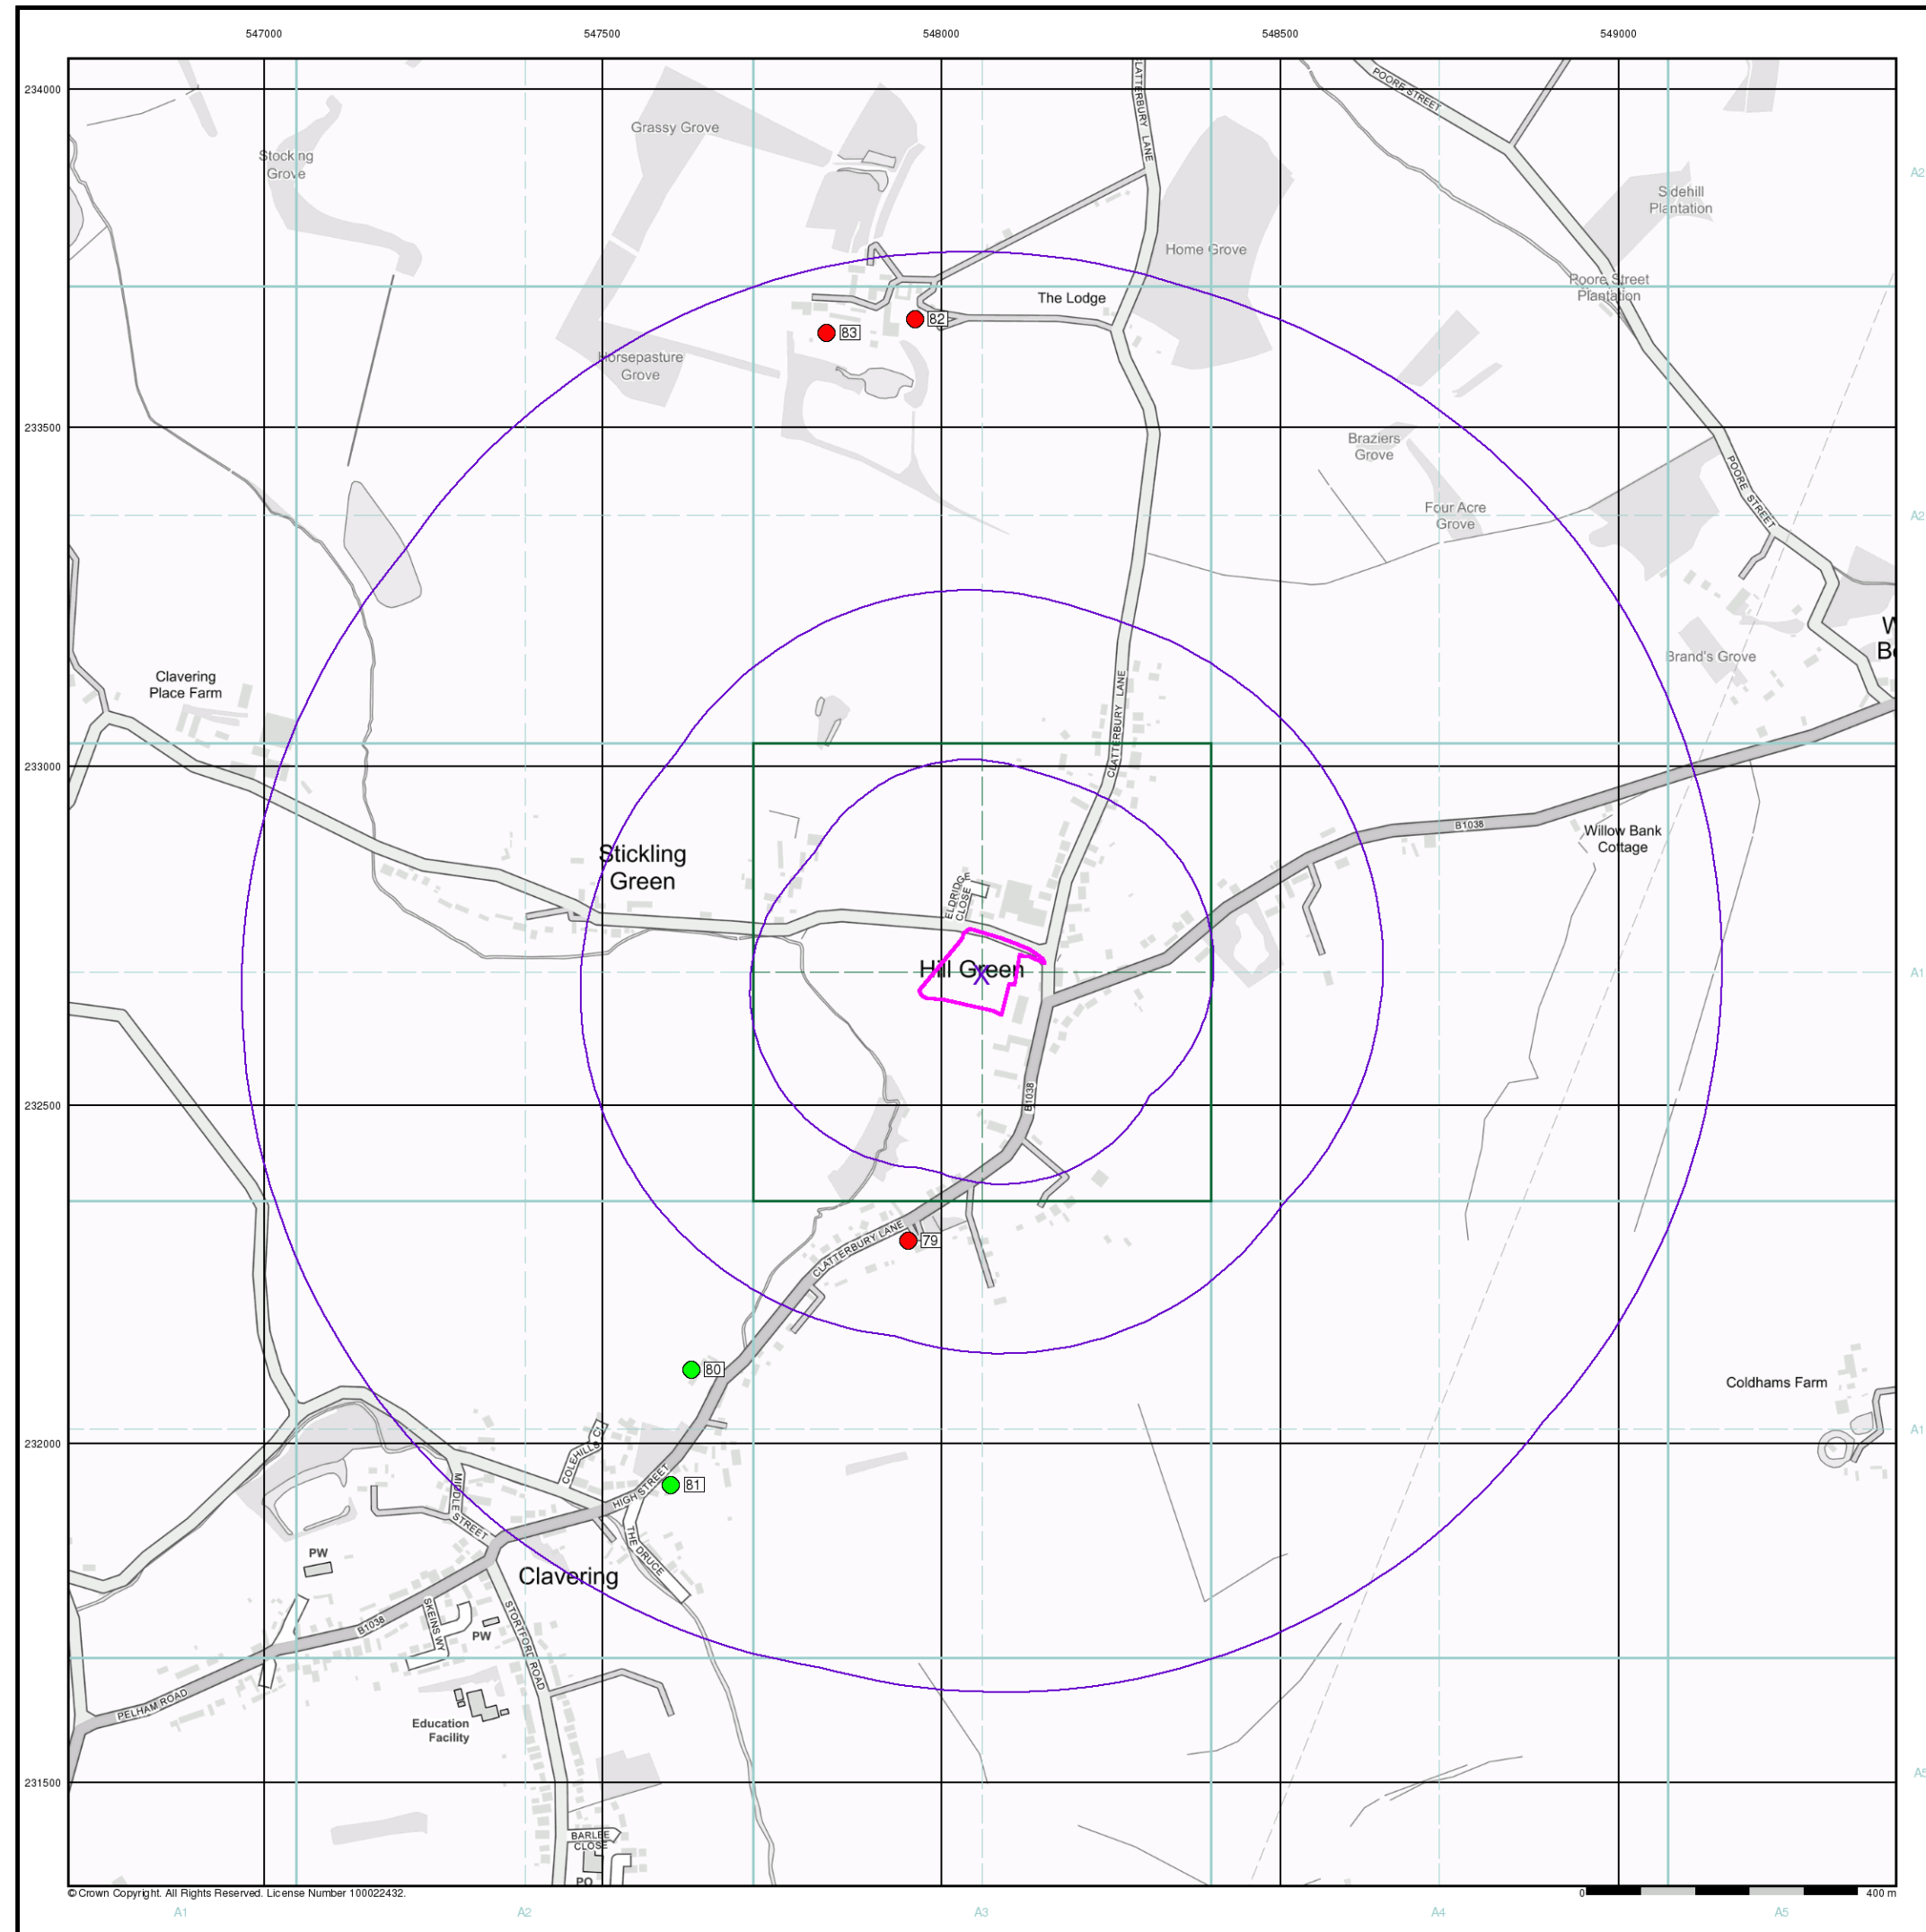 547000 547500 548000 548500 549000
234000
233500
233000
232500
232000
231500
CLATTERBURY LANE
POORE STREET
Grassy Grove
Stocking
Grove
A2
Sidehill
Plantation
Home Grove
Poore Street
Plantation
The Lodge
82
83
Horsepasture
Grove
Braziers
Grove
POORE STREET
Four Acre
Grove
A2
Brand's Grove
Clavering
Place Farm
CLATTERBURY LANE
CLATTERBURY LANE
B1038
Willow Bank
Cottage
Stickling
Green
ELDRIDGE
CLOSE
Hill Green
X
A1
B1038
CLATTERBURY LANE
79
80
Coldhams Farm
A1
COLEHILLS CL
HIGH STREET
81
MIDDLE
STREET
THE DRUCE
PW
Clavering
SKEINS WY
STORTFORD ROAD
B1038
PW
PELHAM ROAD
Education
Facility
A5
BARLEE
CLOSE
PO
© Crown Copyright. All Rights Reserved. License Number 100022432.
0 400 m
A1 A2 A3 A4 A5